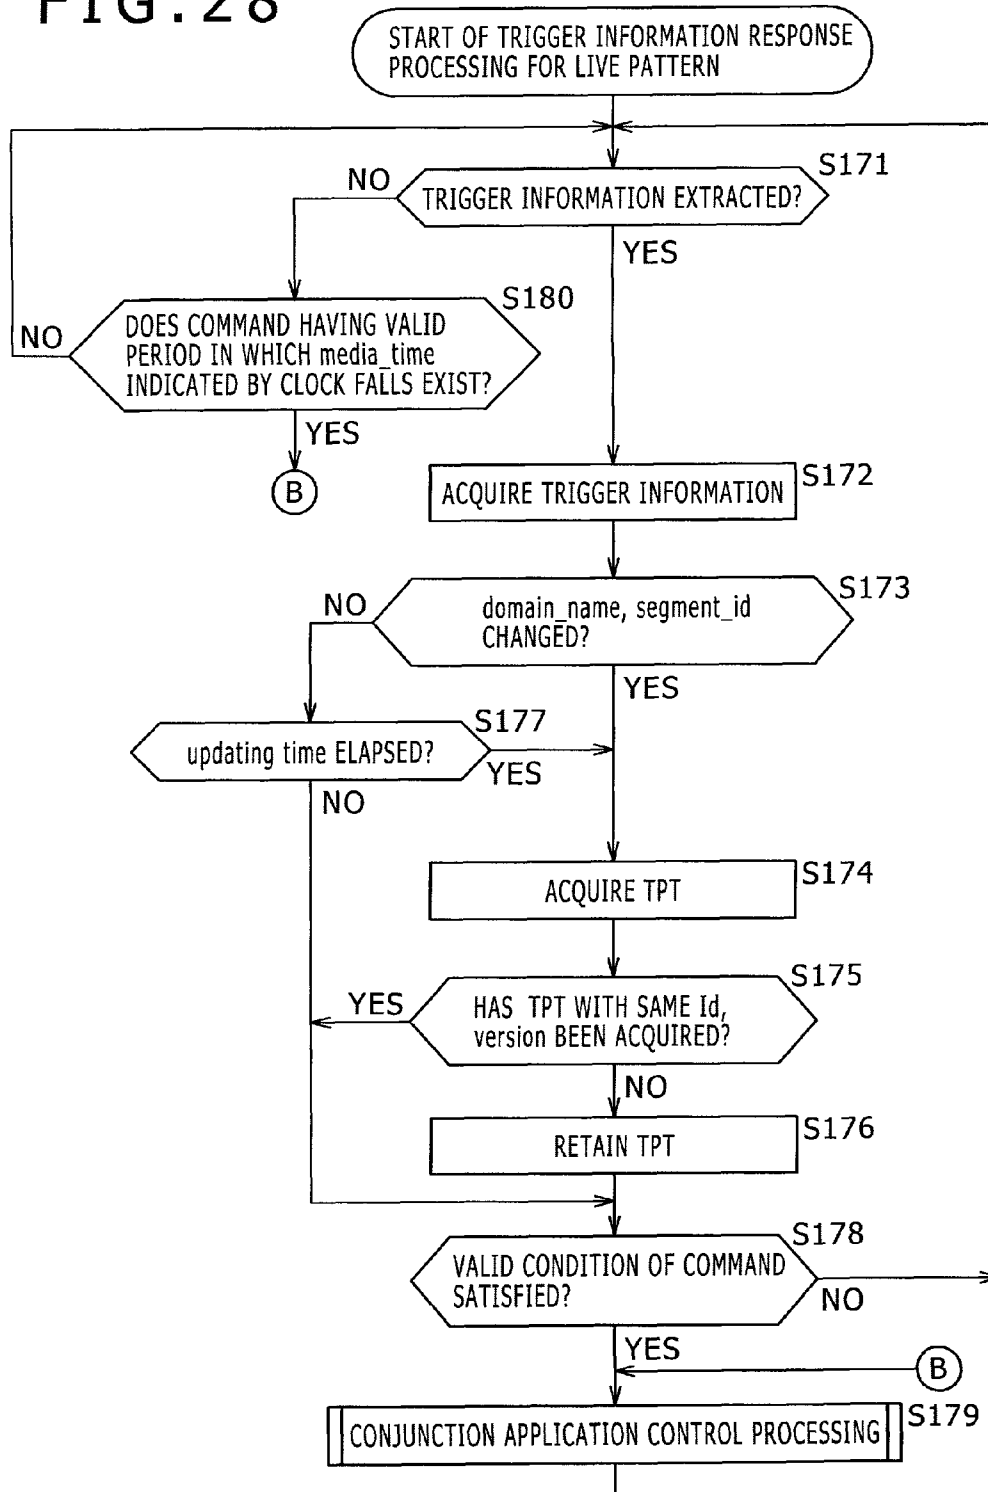 FIG.28
START OF TRIGGER INFORMATION RESPONSE
PROCESSING FOR LIVE PATTERN
S171
NO
TRIGGER INFORMATION EXTRACTED?
YES
S180
NO
DOES COMMAND HAVING VALID
PERIOD IN WHICH media_time
INDICATED BY CLOCK FALLS EXIST?
YES
B
S172
ACQUIRE TRIGGER INFORMATION
S173
NO
domain_name, segment_id
CHANGED?
YES
S177
updating time ELAPSED?
YES
NO
S174
ACQUIRE TPT
S175
YES
HAS TPT WITH SAME Id,
version BEEN ACQUIRED?
NO
S176
RETAIN TPT
S178
VALID CONDITION OF COMMAND
SATISFIED?
NO
YES
B
S179
CONJUNCTION APPLICATION CONTROL PROCESSING